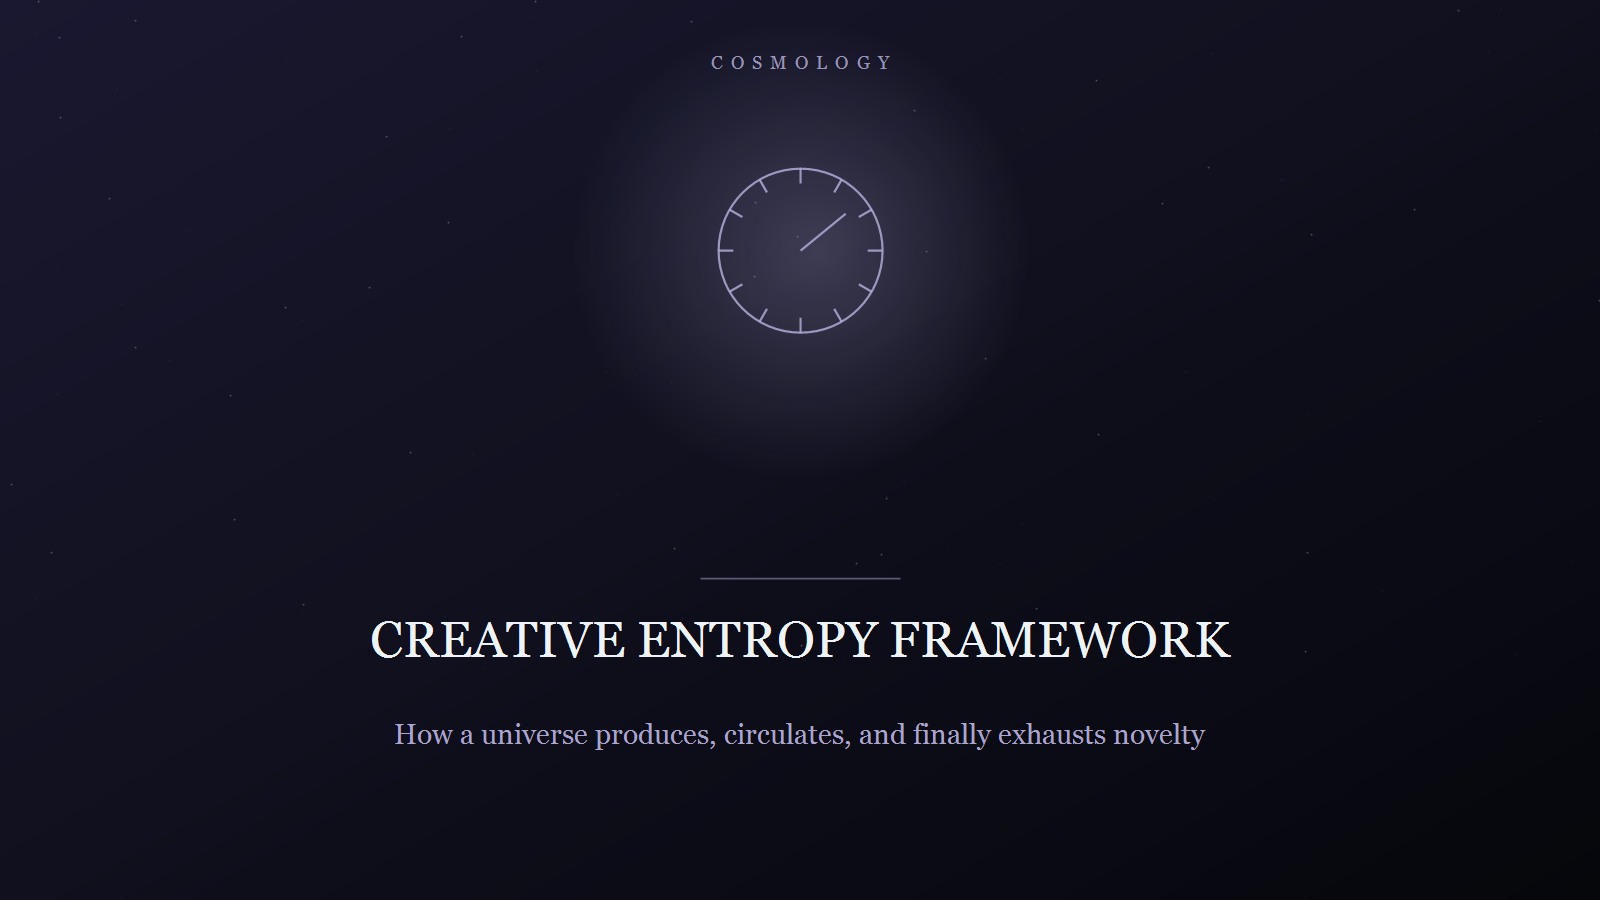 COSMOLOGY
CREATIVE ENTROPY FRAMEWORK
How a universe produces, circulates, and finally exhausts novelty